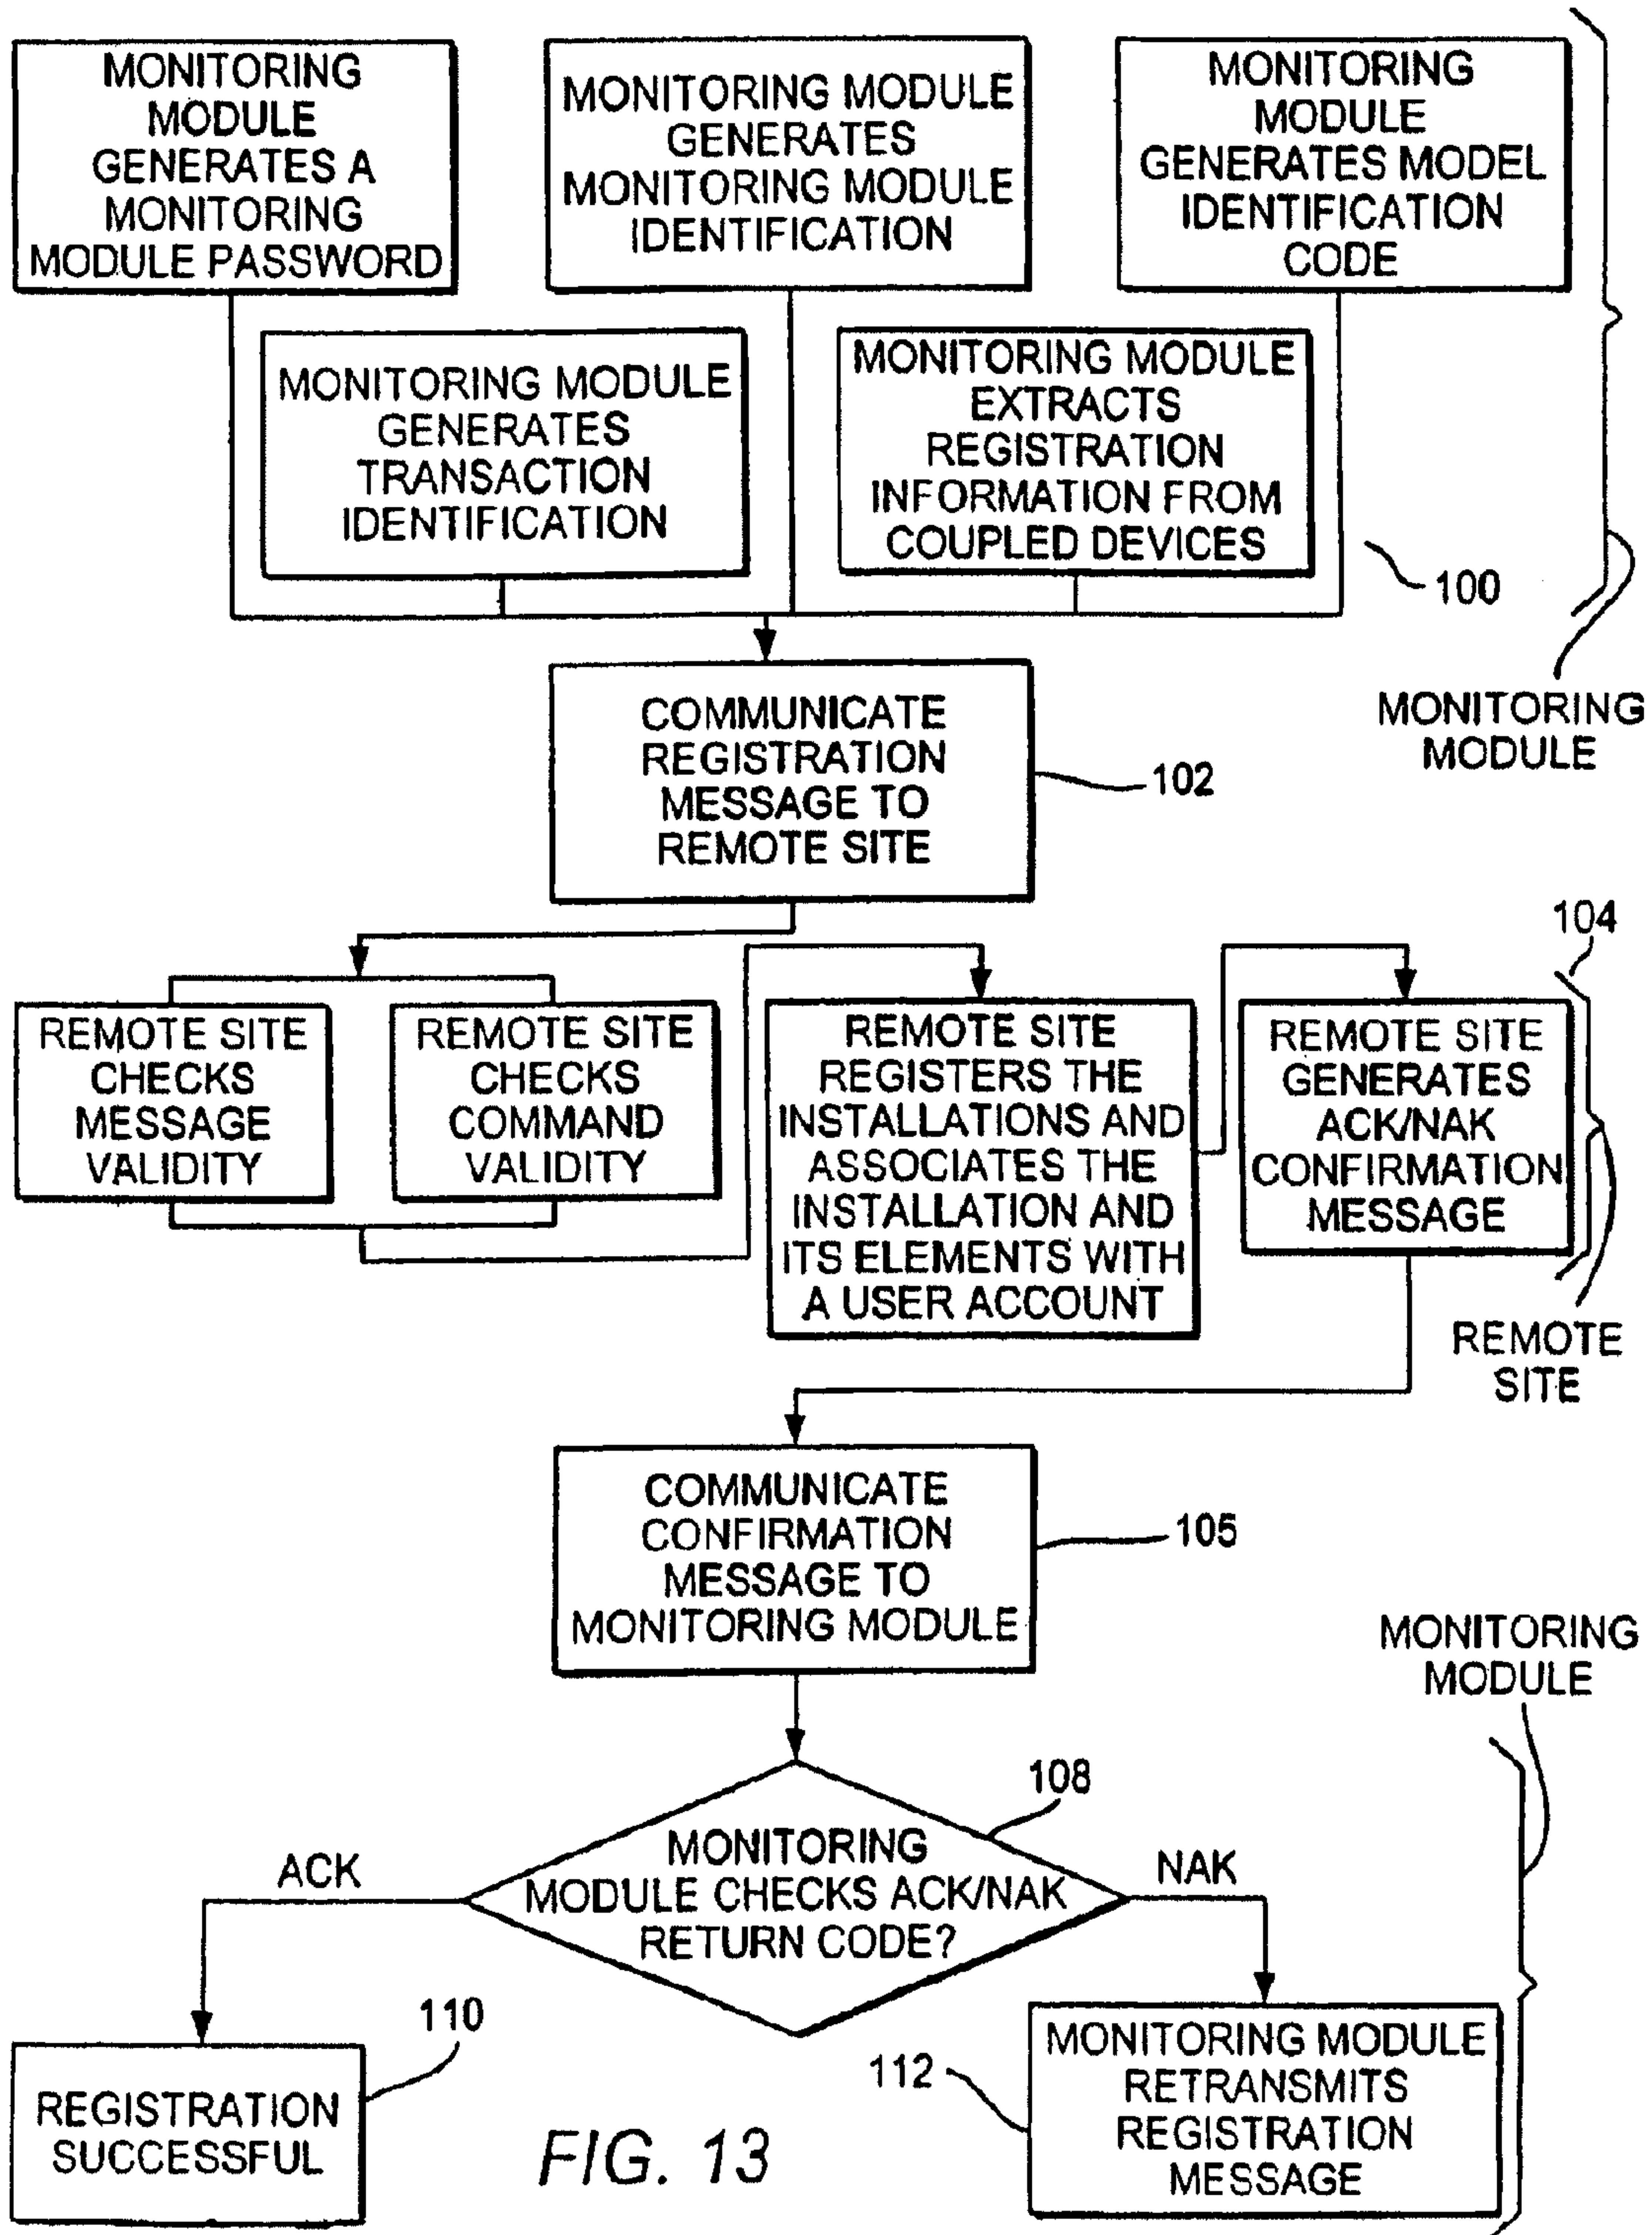 MONITORING
MODULE
GENERATES A
MONITORING
MODULE PASSWORD
MONITORING MODULE
GENERATES
MONITORING MODULE
IDENTIFICATION
MONITORING
MODULE
GENERATES MODEL
IDENTIFICATION
CODE
MONITORING MODULE
GENERATES
TRANSACTION
IDENTIFICATION
MONITORING MODULE
EXTRACTS
REGISTRATION
INFORMATION FROM
COUPLED DEVICES
100
MONITORING
MODULE
COMMUNICATE
REGISTRATION
MESSAGE TO
REMOTE SITE
102
104
REMOTE SITE
CHECKS
MESSAGE
VALIDITY
REMOTE SITE
CHECKS
COMMAND
VALIDITY
REMOTE SITE
REGISTERS THE
INSTALLATIONS AND
ASSOCIATES THE
INSTALLATION AND
ITS ELEMENTS WITH
A USER ACCOUNT
REMOTE SITE
GENERATES
ACK/NAK
CONFIRMATION
MESSAGE
REMOTE
SITE
COMMUNICATE
CONFIRMATION
MESSAGE TO
MONITORING MODULE
105
MONITORING
MODULE
108
MONITORING
MODULE CHECKS ACK/NAK
RETURN CODE?
ACK
NAK
110
REGISTRATION
SUCCESSFUL
112
MONITORING MODULE
RETRANSMITS
REGISTRATION
MESSAGE
FIG. 13